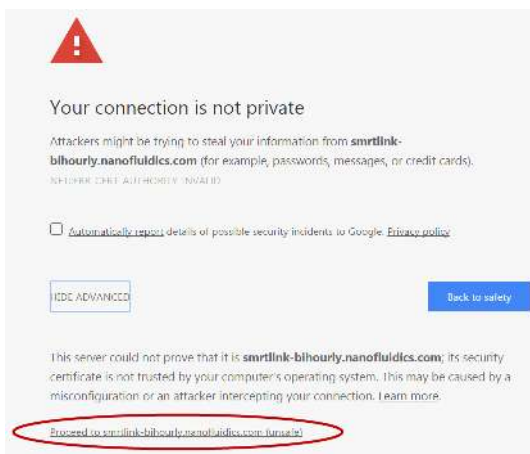 Your connection is not private
Attackers might be trying to steal your information from smrtlink-
bihourly.nanofluidics.com (for example, passwords, messages, or credit cards).
NET::ERR_CERT_AUTHORITY_INVALID
Automatically report details of possible security incidents to Google. Privacy policy
HIDE ADVANCED
Back to safety
This server could not prove that it is smrtlink-bihourly.nanofluidics.com; its security
certificate is not trusted by your computer's operating system. This may be caused by a
misconfiguration or an attacker intercepting your connection. Learn more.
Proceed to smrtlink-bihourly.nanofluidics.com (unsafe)